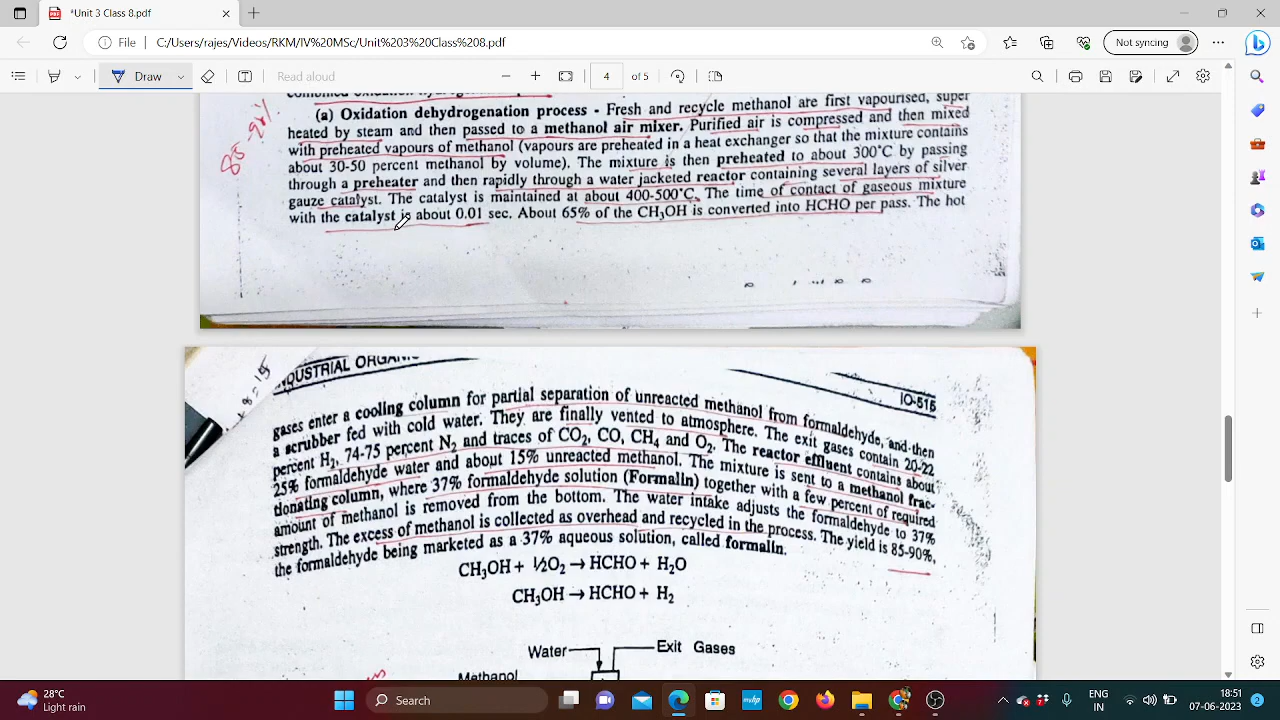 *Unit 3 Class 8.pdf
File C:/Users/rajes/Videos/RKM/IV%20MSc/Unit%203%20Class%208.pdf Not syncing
Draw Read aloud 4 of 5
combined oxidation
(a) Oxidation dehydrogenation process - Fresh and recycle methanol are first vapourised, super
heated by steam and then passed to a methanol air mixer. Purified air is compressed and then mixed
with preheated vapours of methanol (vapours are preheated in a heat exchanger so that the mixture contains
about 30-50 percent methanol by volume). The mixture is then preheated to about 300°C by passing
through a preheater and then rapidly through a water jacketed reactor containing several layers of silver
gauze catalyst. The catalyst is maintained at about 400-500°C. The time of contact of gaseous mixture
with the catalyst is about 0.01 sec. About 65% of the CH₃OH is converted into HCHO per pass. The hot
INDUSTRIAL ORGANIC
IO-515
gases enter a cooling column for partial separation of unreacted methanol from formaldehyde, and then
a scrubber fed with cold water. They are finally vented to atmosphere. The exit gases contain 20-22
percent H₂, 74-75 percent N₂ and traces of CO₂, CO, CH₄ and O₂. The reactor effluent contains about
25% formaldehyde water and about 15% unreacted methanol. The mixture is sent to a methanol frac-
tionating column, where 37% formaldehyde solution (Formalin) together with a few percent of required
amount of methanol is removed from the bottom. The water intake adjusts the formaldehyde to 37%
strength. The excess of methanol is collected as overhead and recycled in the process. The yield is 85-90%,
the formaldehyde being marketed as a 37% aqueous solution, called formalin.
CH₃OH + ½O₂ → HCHO + H₂O
CH₃OH → HCHO + H₂
Water Exit Gases
Methanol
28°C
Light rain
Search
ENG
IN
18:51
07-06-2023
2